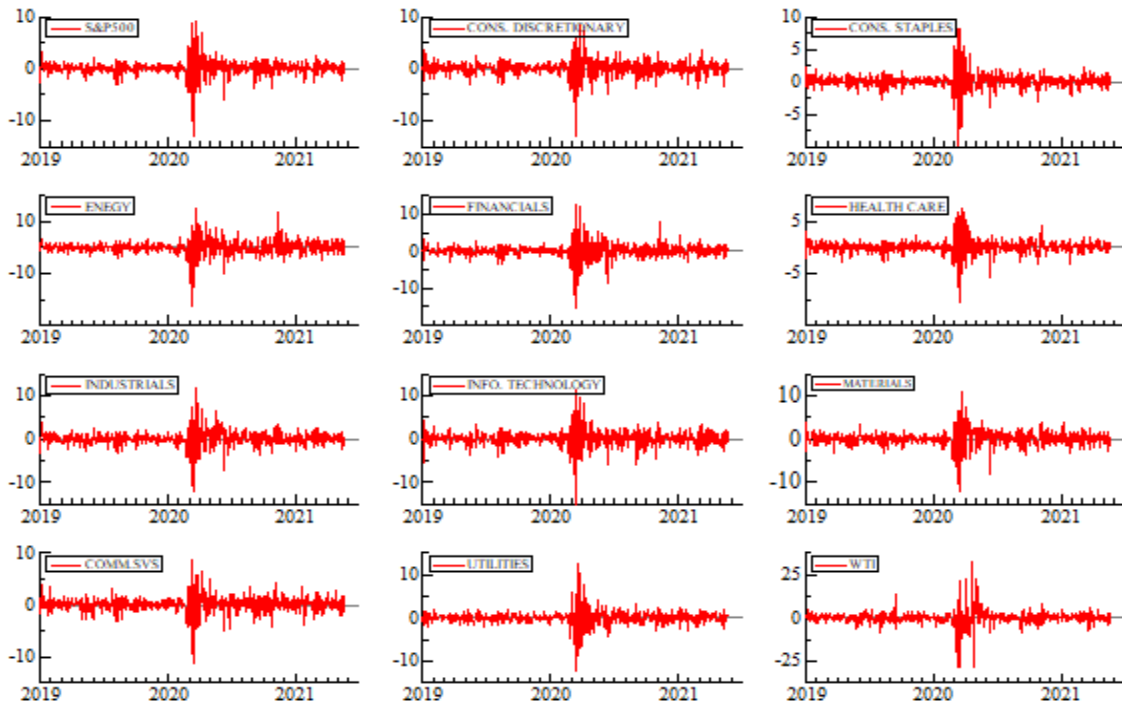 S&P500
10
0
-10
2019 2020 2021
CONS. DISCRETIONARY
10
0
-10
2019 2020 2021
CONS. STAPLES
10
5
0
-5
2019 2020 2021
ENEGY
10
0
-10
2019 2020 2021
FINANCIALS
10
0
-10
2019 2020 2021
HEALTH CARE
5
0
-5
2019 2020 2021
INDUSTRIALS
10
0
-10
2019 2020 2021
INFO. TECHNOLOGY
10
0
-10
2019 2020 2021
MATERIALS
10
0
-10
2019 2020 2021
COMM.SVS
10
0
-10
2019 2020 2021
UTILITIES
10
0
-10
2019 2020 2021
WTI
25
0
-25
2019 2020 2021